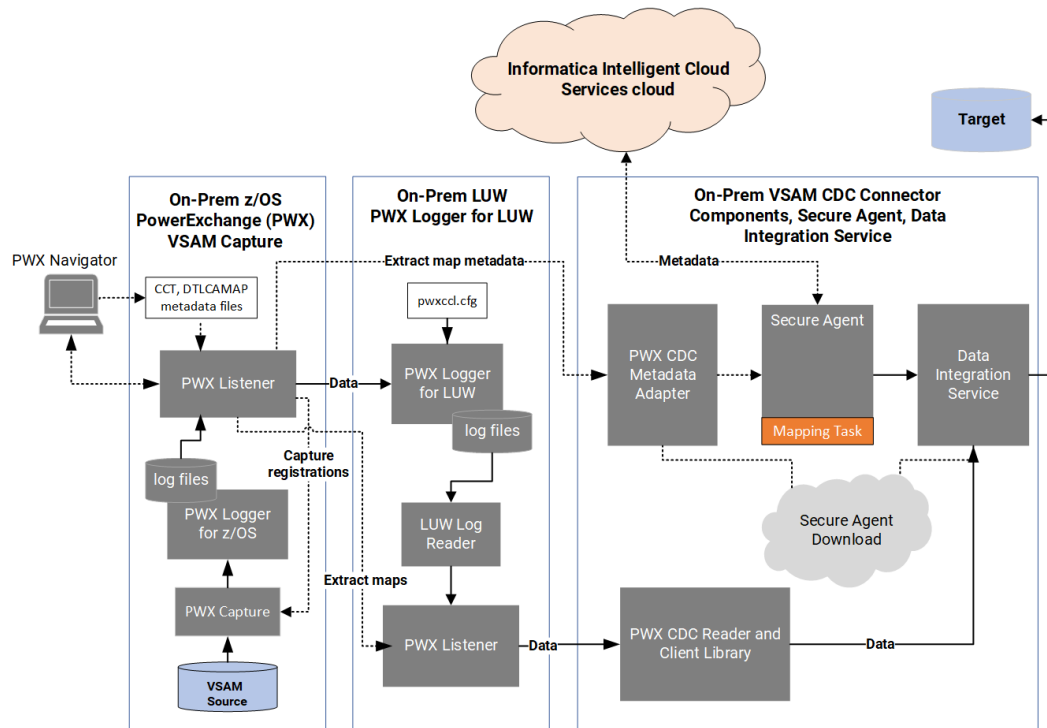 Informatica Intelligent Cloud
Services cloud
Target
On-Prem z/OS
PowerExchange (PWX)
VSAM Capture
On-Prem LUW
PWX Logger for LUW
On-Prem VSAM CDC Connector
Components, Secure Agent, Data
Integration Service
PWX Navigator
Extract map metadata
Metadata
CCT, DTLCAMAP
metadata files
pwxccl.cfg
Secure Agent
PWX Listener
Data
PWX Logger
for LUW
PWX CDC
Metadata
Adapter
Data
Integration
Service
Mapping Task
log files
Capture
registrations
log files
PWX Logger
for z/OS
LUW Log
Reader
Secure Agent
Download
Extract maps
PWX Capture
PWX Listener
Data
PWX CDC Reader and
Client Library
Data
VSAM
Source